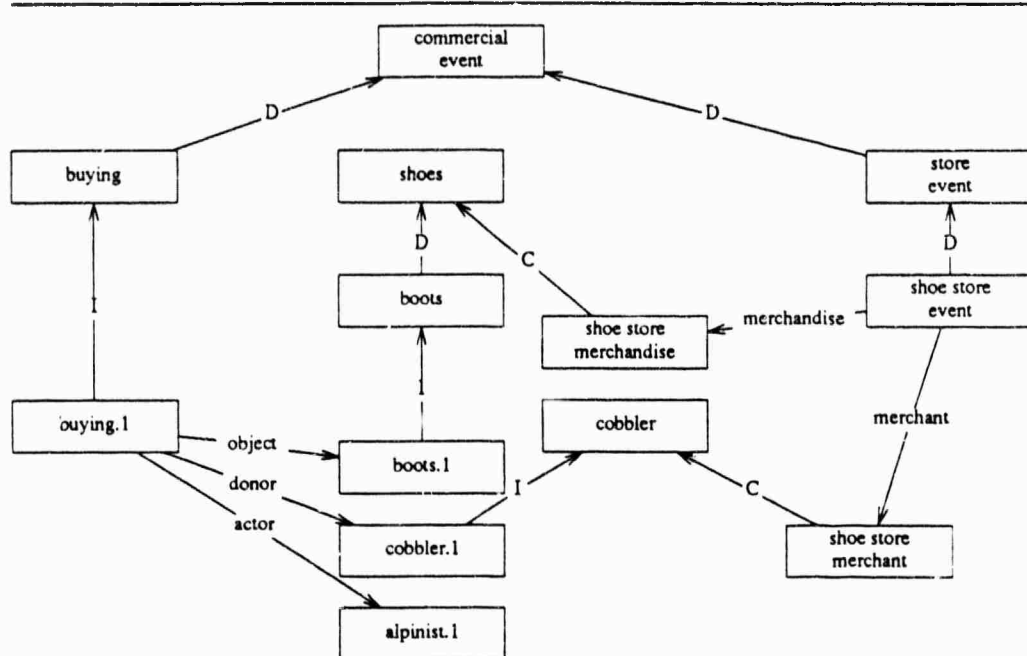 commercial
event
D
D
buying
shoes
store
event
D
C
D
boots
shoe store
event
I
merchandise
shoe store
merchandise
I
buying.1
cobbler
merchant
object
boots.1
donor
I
C
actor
cobbler.1
shoe store
merchant
alpinist.1